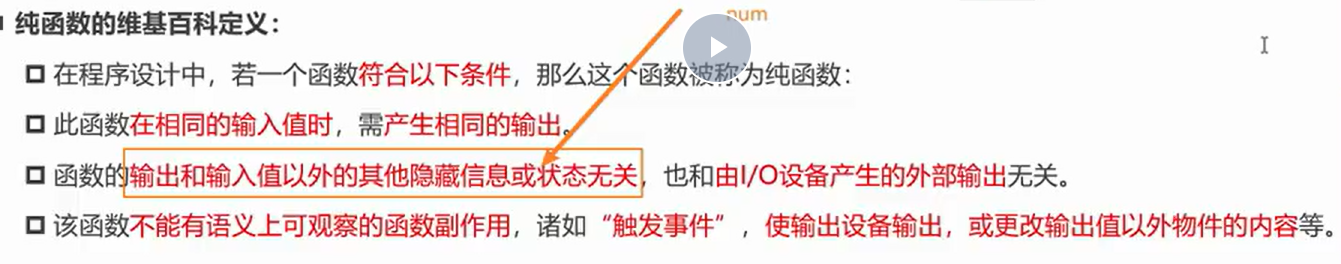 纯函数的维基百科定义：
num
在程序设计中，若一个函数符合以下条件，那么这个函数被称为纯函数：
此函数在相同的输入值时，需产生相同的输出。
函数的输出和输入值以外的其他隐藏信息或状态无关，也和由I/O设备产生的外部输出无关。
该函数不能有语义上可观察的函数副作用，诸如“触发事件”，使输出设备输出，或更改输出值以外物件的内容等。